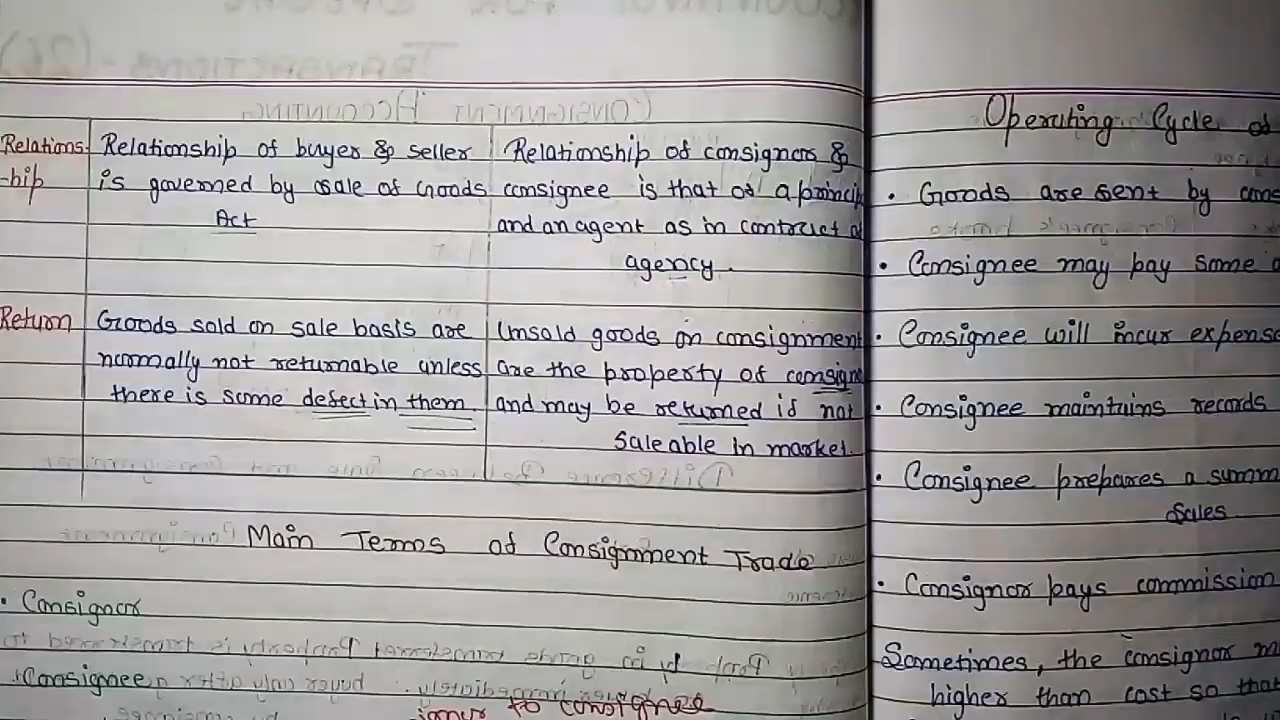 Relations
-hip
Relationship of buyer & seller
is governed by sale of Goods
Act
Relationship of consignor &
consignee is that of a princip
and an agent as in contract of
agency.
Return
Goods sold on sale basis are
normally not returnable unless
there is some defect in them
Unsold goods on consignment
are the property of consign
and may be returned if not
Saleable in market.
Main Terms of Consignment Trade
• Consignor
• Consignee
to consignee
Operating Cycle of
• Goods are sent by cons
• Consignee may pay some
• Consignee will incur expense
• Consignee maintains records
• Consignee prepares a summ
Sales
• Consignor pays commission
Sometimes, the consignor
higher than cost so that